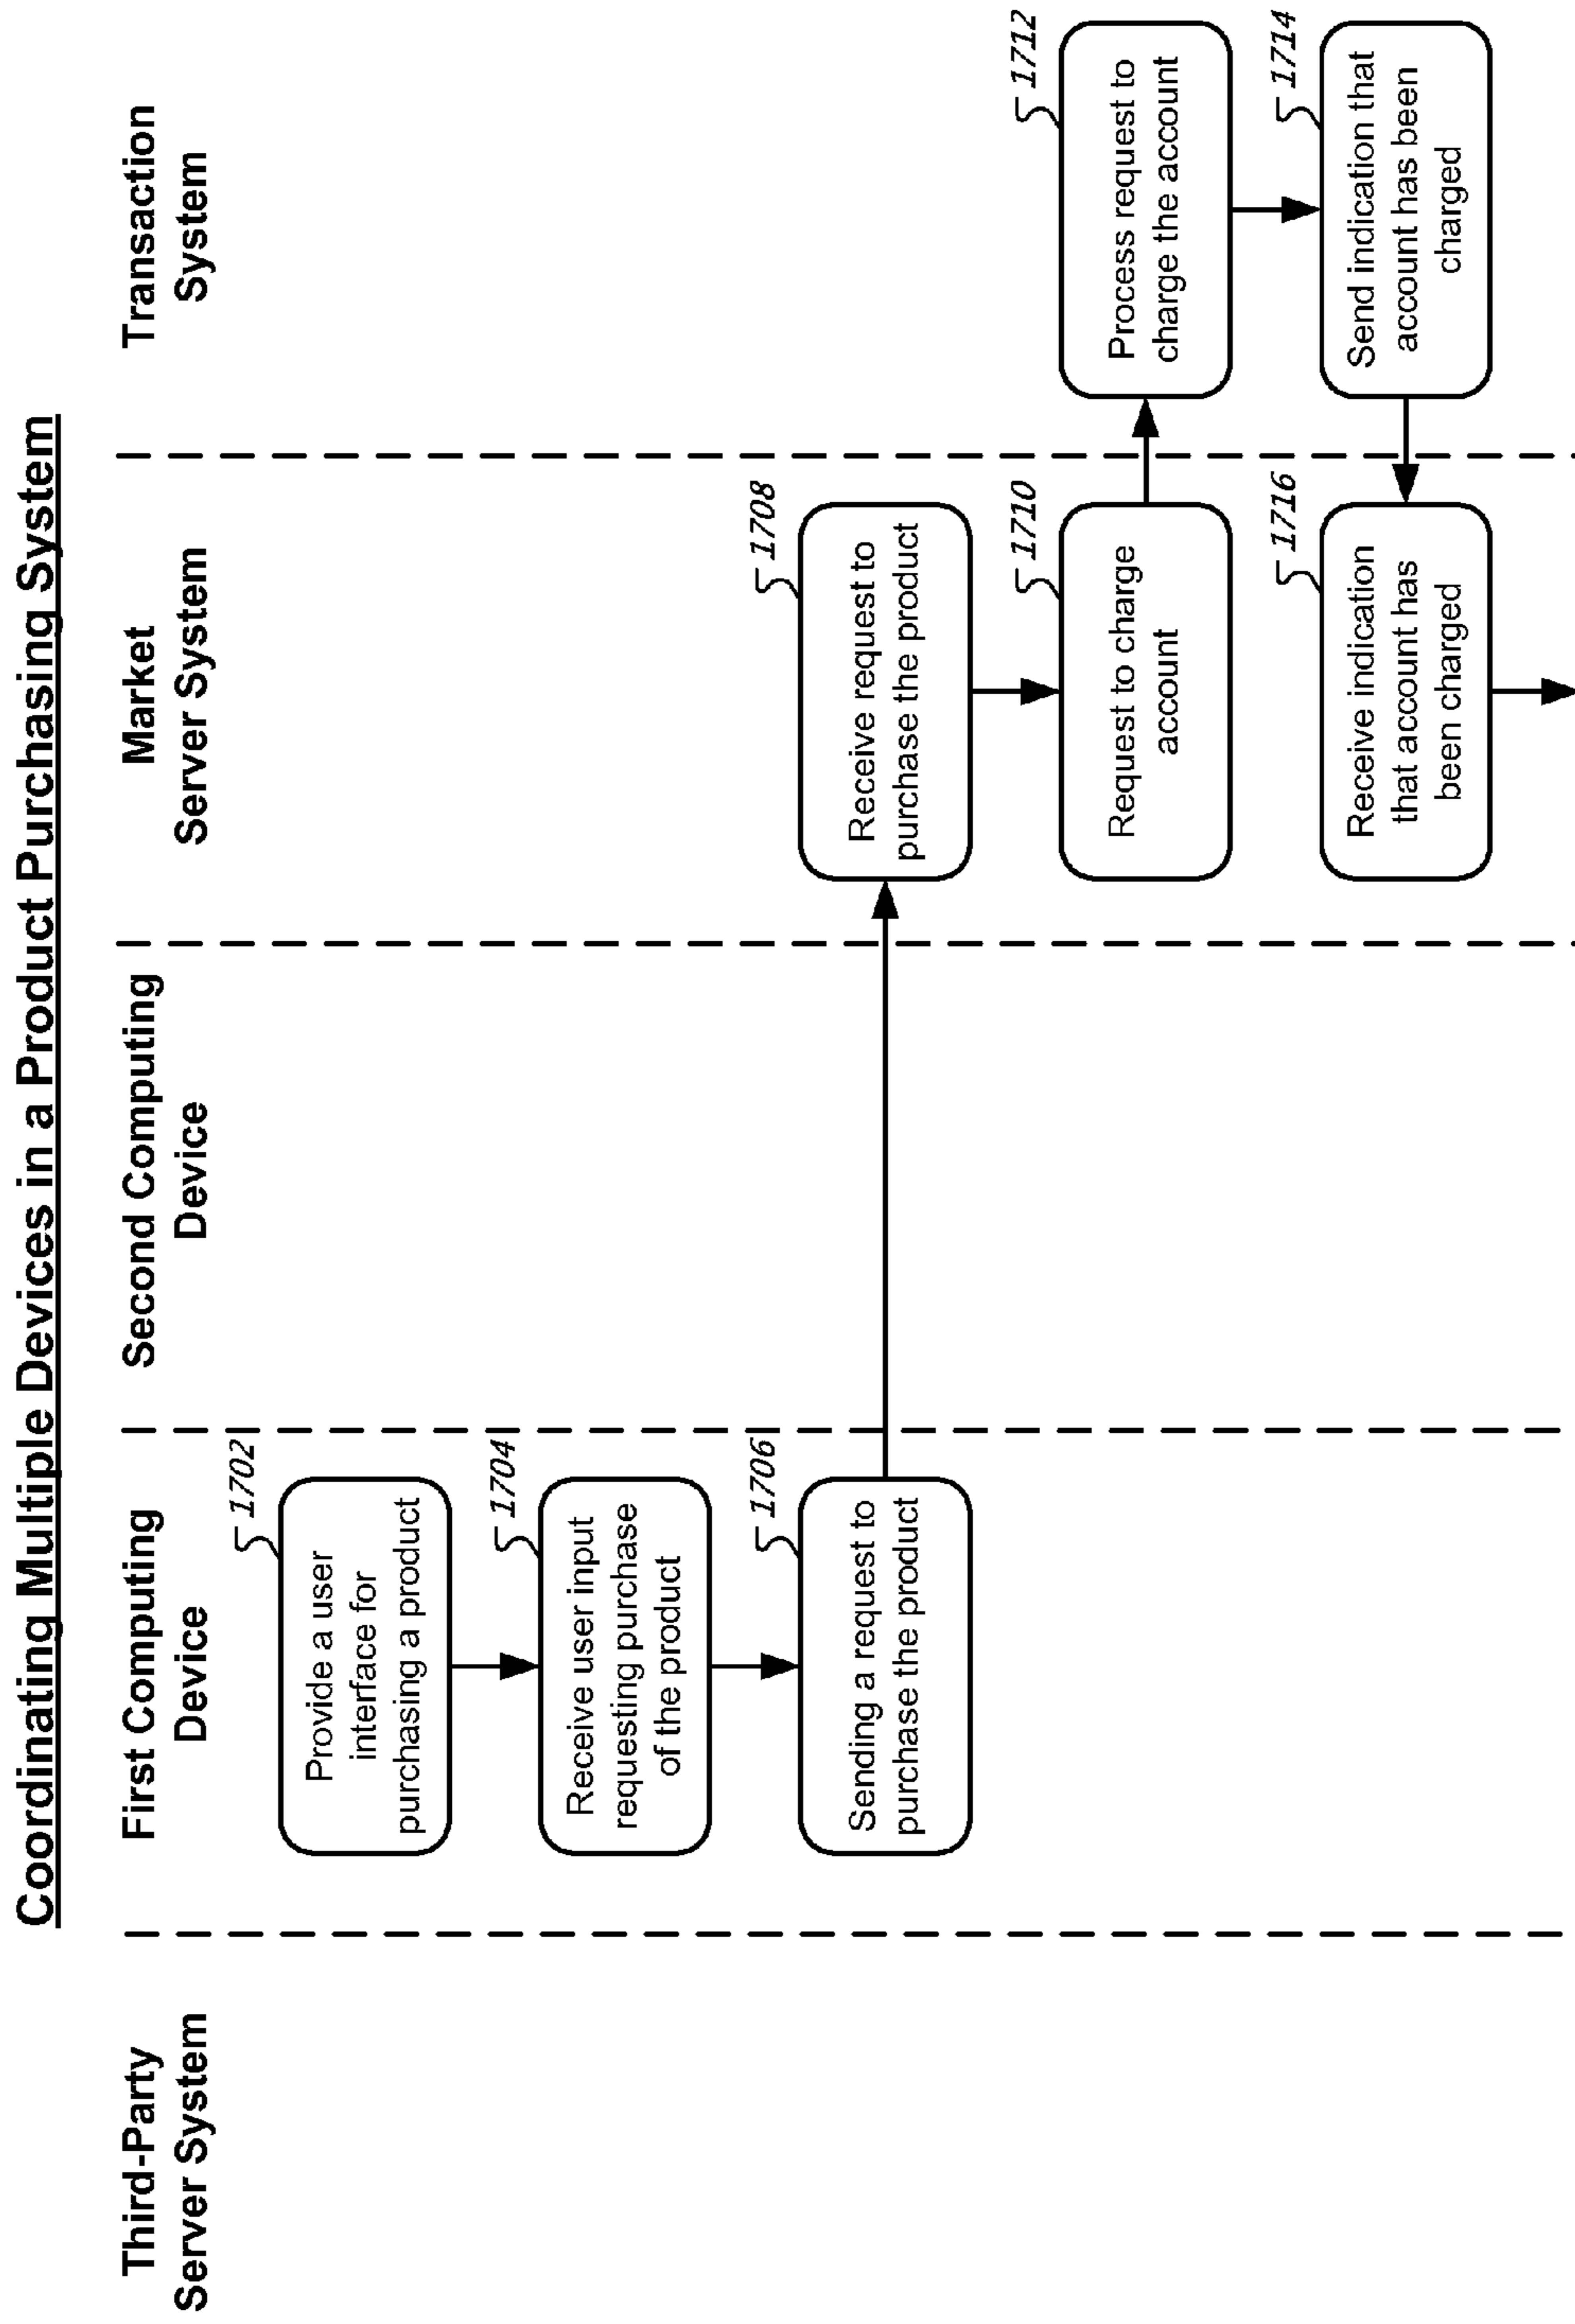 Coordinating Multiple Devices in a Product Purchasing System
Third-Party
Server System
First Computing
Device
Second Computing
Device
Market
Server System
Transaction
System
1702
Provide a user
interface for
purchasing a product
1704
Receive user input
requesting purchase
of the product
1706
Sending a request to
purchase the product
1708
Receive request to
purchase the product
1710
Request to charge
account
1712
Process request to
charge the account
1714
Send indication that
account has been
charged
1716
Receive indication
that account has
been charged